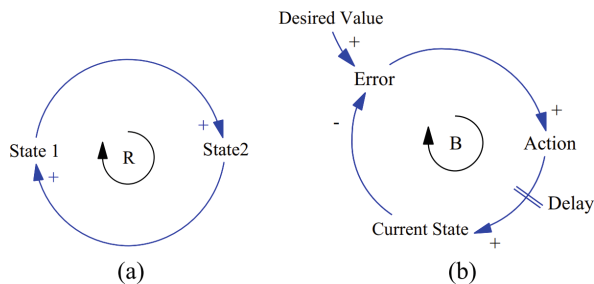 Desired Value
+
Error
-
+
+
State 1
R
State2
+
B
Action
Delay
Current State
+
(a)
(b)